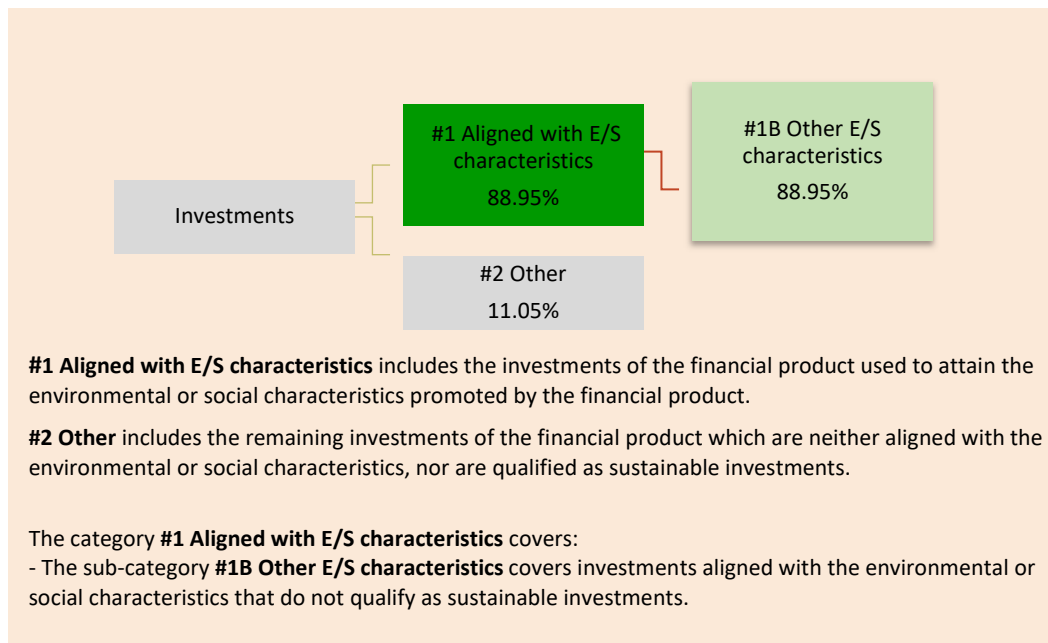 #1 Aligned with E/S
characteristics
88.95%
#1B Other E/S
characteristics
88.95%
Investments
#2 Other
11.05%
#1 Aligned with E/S characteristics includes the investments of the financial product used to attain the
environmental or social characteristics promoted by the financial product.
#2 Other includes the remaining investments of the financial product which are neither aligned with the
environmental or social characteristics, nor are qualified as sustainable investments.
The category #1 Aligned with E/S characteristics covers:
- The sub-category #1B Other E/S characteristics covers investments aligned with the environmental or
social characteristics that do not qualify as sustainable investments.